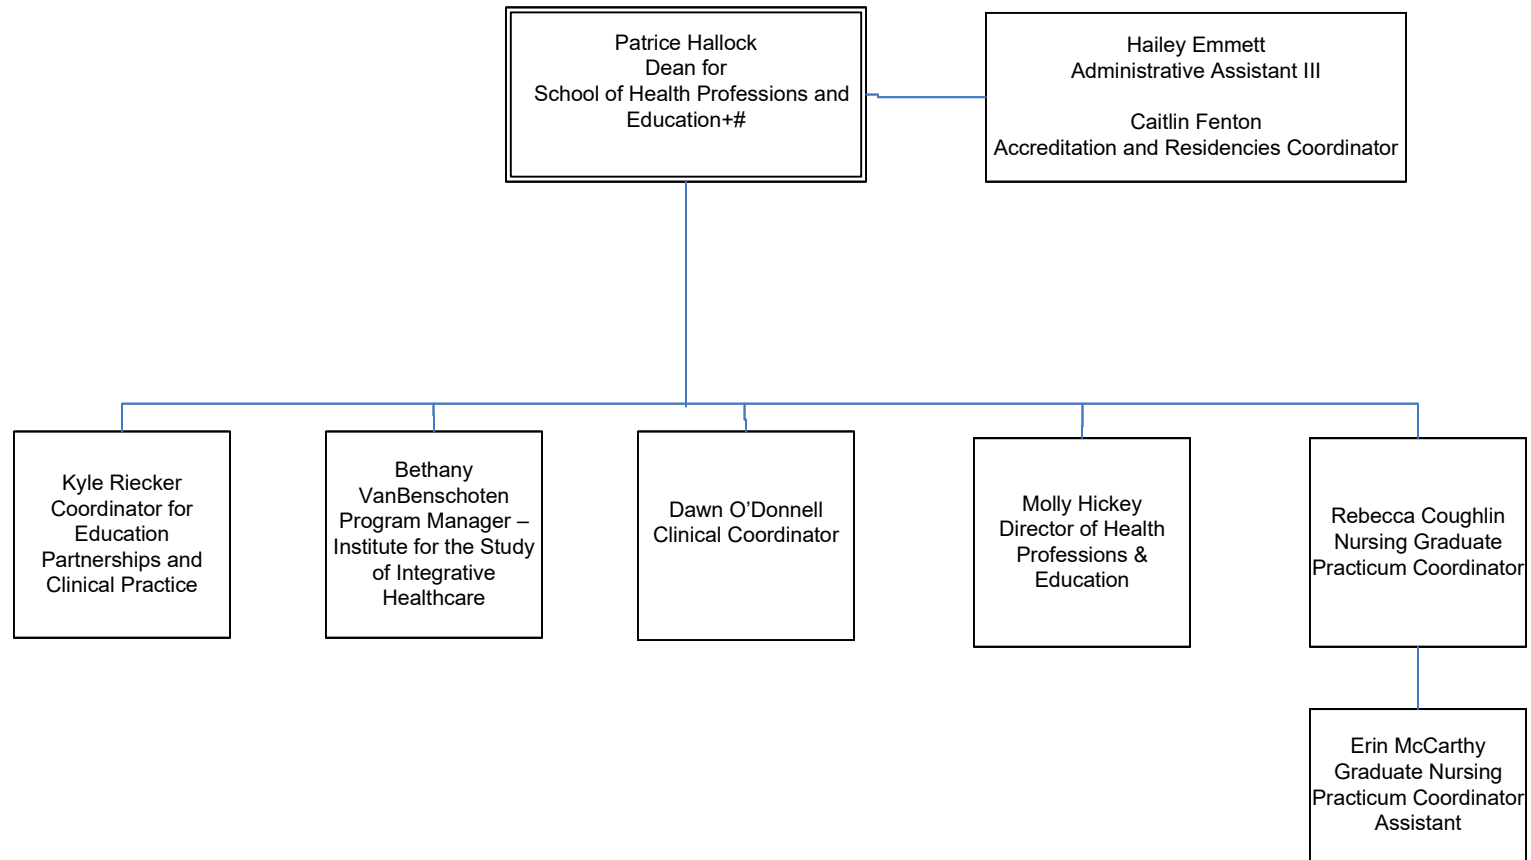 Patrice Hallock
Dean for
School of Health Professions and
Education+#
Hailey Emmett
Administrative Assistant III
Caitlin Fenton
Accreditation and Residencies Coordinator
Kyle Riecker
Coordinator for
Education
Partnerships and
Clinical Practice
Bethany
VanBenschoten
Program Manager –
Institute for the Study
of Integrative
Healthcare
Dawn O’Donnell
Clinical Coordinator
Molly Hickey
Director of Health
Professions &
Education
Rebecca Coughlin
Nursing Graduate
Practicum Coordinator
Erin McCarthy
Graduate Nursing
Practicum Coordinator
Assistant